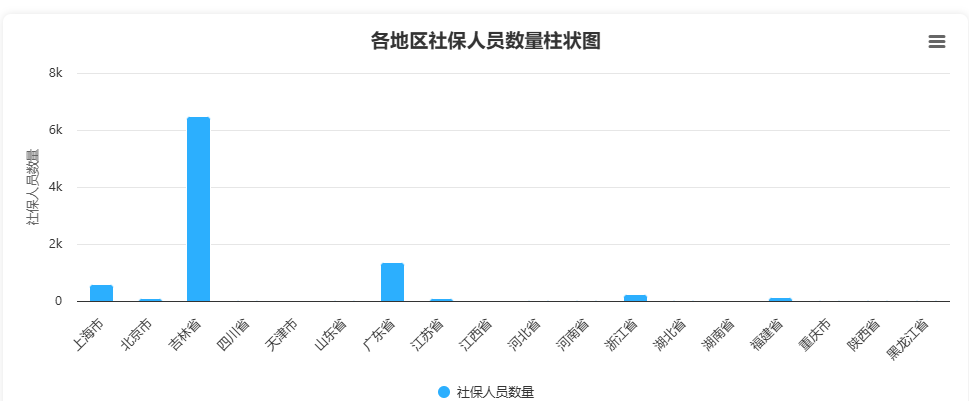 各地区社保人员数量柱状图
8k
6k
4k
2k
0
社保人员数量
上海市
北京市
吉林省
四川省
天津市
山东省
广东省
江苏省
江西省
河北省
河南省
浙江省
湖北省
湖南省
福建省
重庆市
陕西省
黑龙江省
社保人员数量